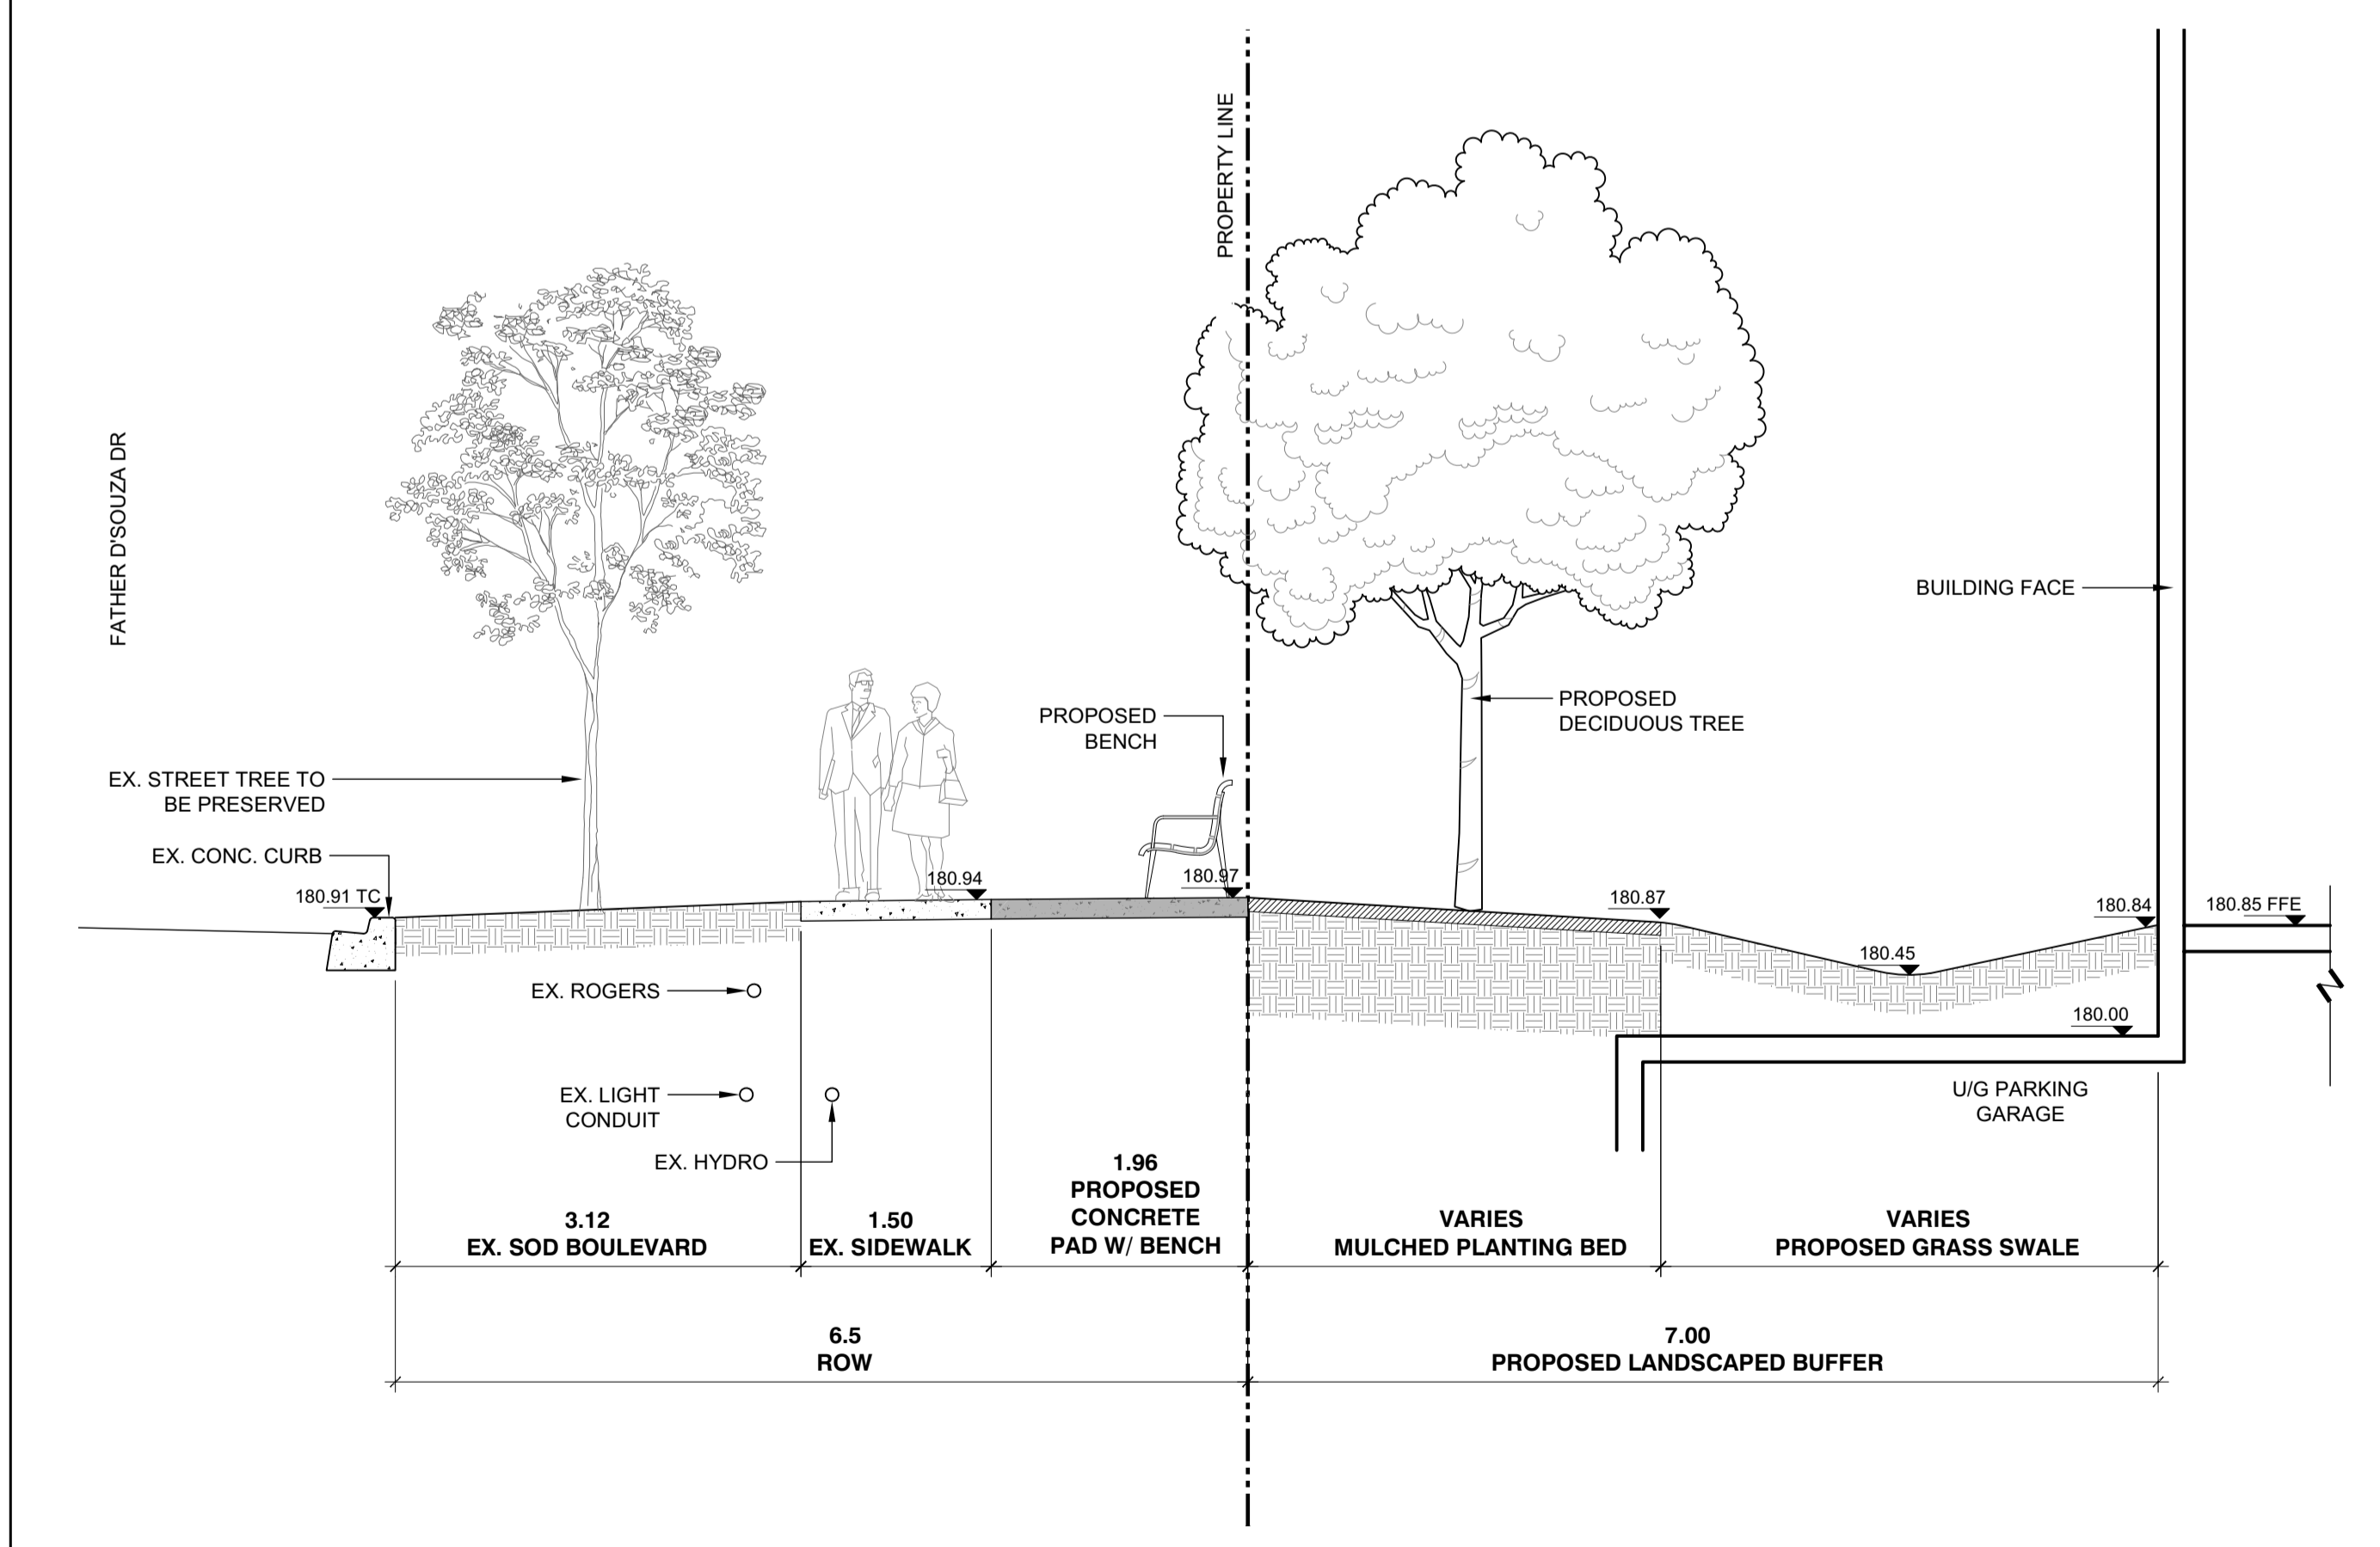 PROPERTY LINE
FATHER D'SOUZA DR
BUILDING FACE
PROPOSED
DECIDUOUS TREE
PROPOSED
BENCH
EX. STREET TREE TO
BE PRESERVED
EX. CONC. CURB
180.91 TC
180.94
180.97
180.87
180.84
180.85 FFE
180.45
180.00
EX. ROGERS
EX. LIGHT
CONDUIT
EX. HYDRO
U/G PARKING
GARAGE
3.12
EX. SOD BOULEVARD
1.50
EX. SIDEWALK
1.96
PROPOSED
CONCRETE
PAD W/ BENCH
VARIES
MULCHED PLANTING BED
VARIES
PROPOSED GRASS SWALE
6.5
ROW
7.00
PROPOSED LANDSCAPED BUFFER